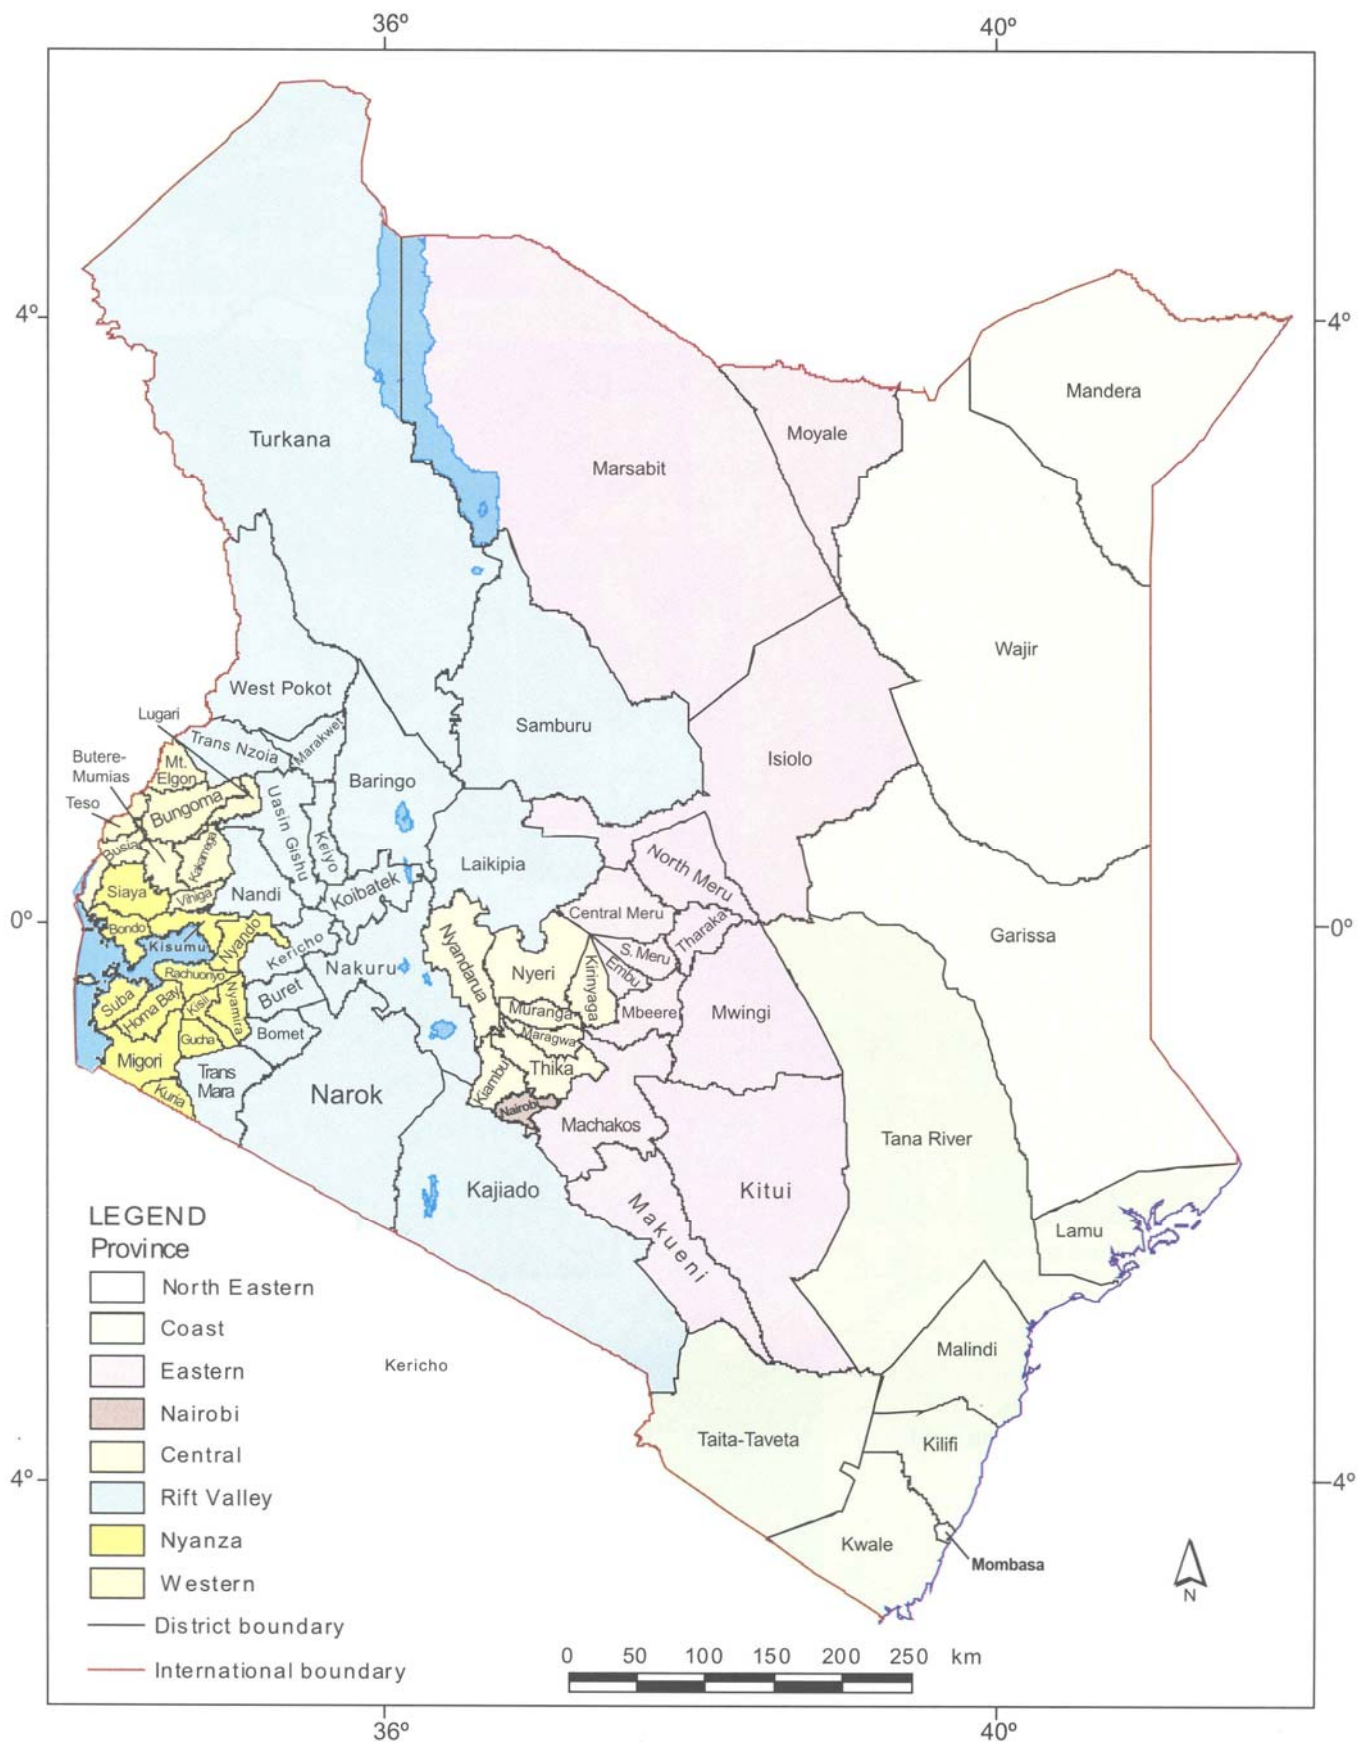 36º
40º
4º
4º
Mandera
Moyale
Turkana
Marsabit
Wajir
West Pokot
Lugari
Samburu
Trans Nzoia
Marakwet
Butere-
Mumias
Mt.
Elgon
Isiolo
Baringo
Teso
Bungoma
Uasin Gishu
Keiyo
Busia
Kakamega
Laikipia
North Meru
Siaya
Vihiga
Nandi
Koibatek
Central Meru
0º
0º
Bondo
Kisumu
Nyando
Kericho
Nyandarua
Tharaka
Garissa
S. Meru
Embu
Rachuonyo
Nakuru
Nyeri
Kirinyaga
Suba
Homa Bay
Kisii
Nyamira
Buret
Muranga
Mbeere
Mwingi
Gucha
Bomet
Maragwa
Migori
Trans
Mara
Thika
Kiambu
Kuria
Narok
Nairobi
Machakos
Tana River
Kajiado
Kitui
Makueni
Lamu
LEGEND
Province
North Eastern
Coast
Eastern
Nairobi
Central
Rift Valley
Nyanza
Western
District boundary
International boundary
Kericho
Malindi
Taita-Taveta
Kilifi
4º
4º
Kwale
Mombasa
N
0 50 100 150 200 250 km
36º
40º